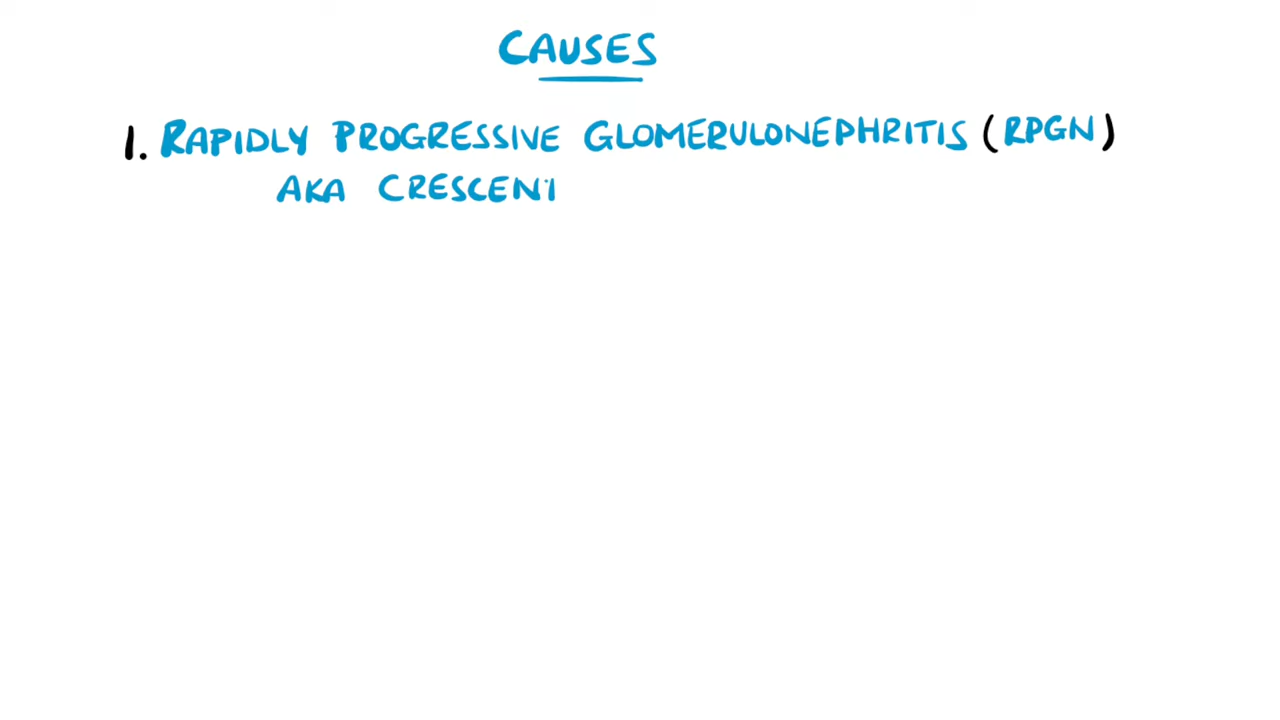 CAUSES
1. RAPIDLY PROGRESSIVE GLOMERULONEPHRITIS (RPGN)
AKA CRESCEN